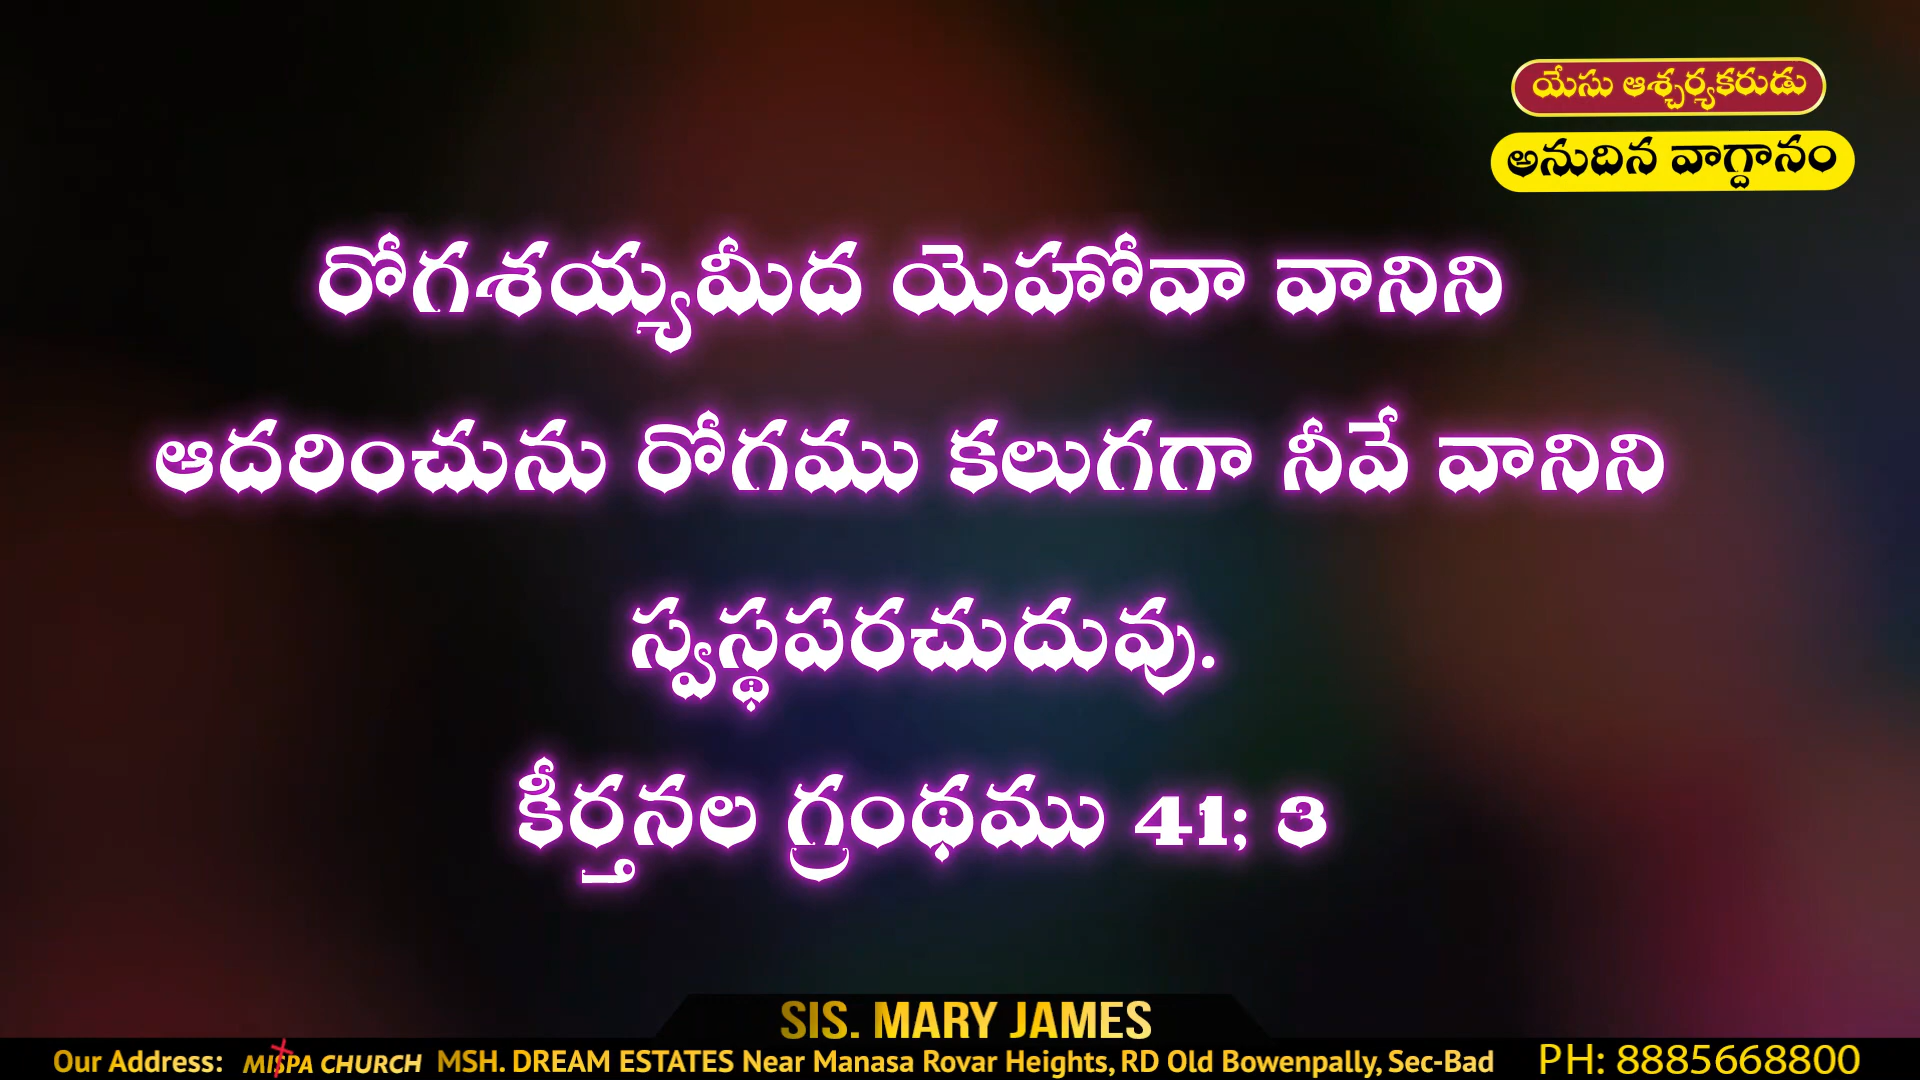 యేసు ఆశ్చర్యకరుడు
అనుదిన వాగ్దానం
రోగశయ్యమీద యెహోవా వానిని
ఆదరించును రోగము కలుగగా నీవే వానిని
స్వస్థపరచుదువు.
కీర్తనల గ్రంథము 41; 3
SIS. MARY JAMES
Our Address: MISPA CHURCH MSH. DREAM ESTATES Near Manasa Rovar Heights, RD Old Bowenpally, Sec-Bad PH: 8885668800